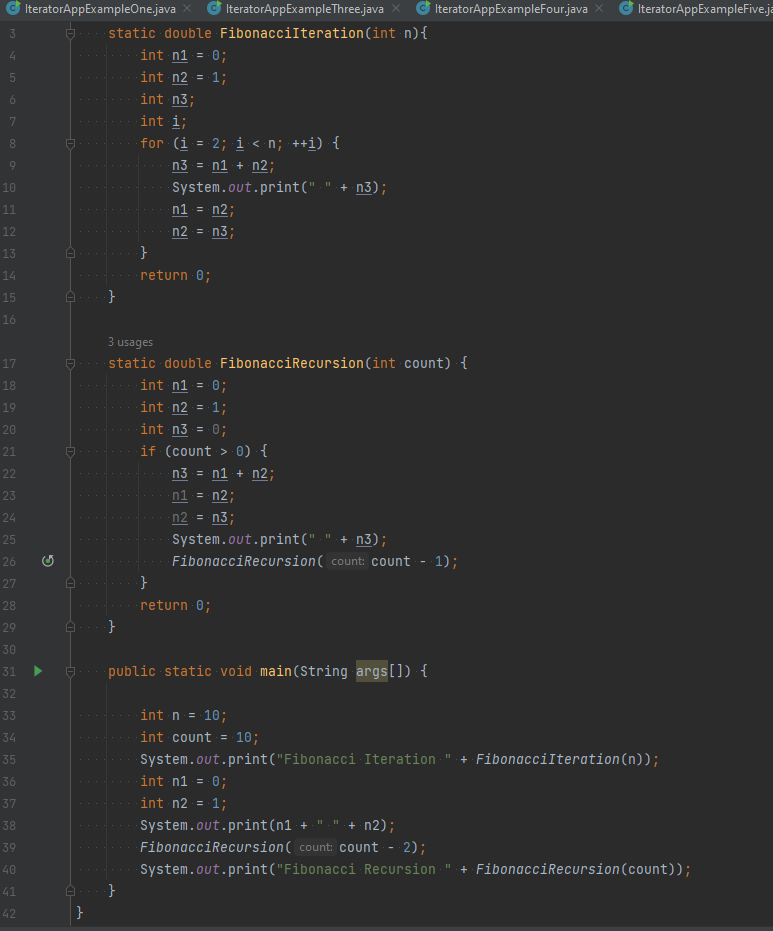 IteratorAppExampleOne.java × IteratorAppExampleThree.java × IteratorAppExampleFour.java × IteratorAppExampleFive.ja
3 static double FibonacciIteration(int n){
4 int n1 = 0;
5 int n2 = 1;
6 int n3;
7 int i;
8 for (i = 2; i < n; ++i) {
9 n3 = n1 + n2;
10 System.out.print(" " + n3);
11 n1 = n2;
12 n2 = n3;
13 }
14 return 0;
15 }
16
3 usages
17 static double FibonacciRecursion(int count) {
18 int n1 = 0;
19 int n2 = 1;
20 int n3 = 0;
21 if (count > 0) {
22 n3 = n1 + n2;
23 n1 = n2;
24 n2 = n3;
25 System.out.print(" " + n3);
26 FibonacciRecursion( count: count - 1);
27 }
28 return 0;
29 }
30
31 public static void main(String args[]) {
32
33 int n = 10;
34 int count = 10;
35 System.out.print("Fibonacci Iteration " + FibonacciIteration(n));
36 int n1 = 0;
37 int n2 = 1;
38 System.out.print(n1 + " " + n2);
39 FibonacciRecursion( count: count - 2);
40 System.out.print("Fibonacci Recursion " + FibonacciRecursion(count));
41 }
42 }